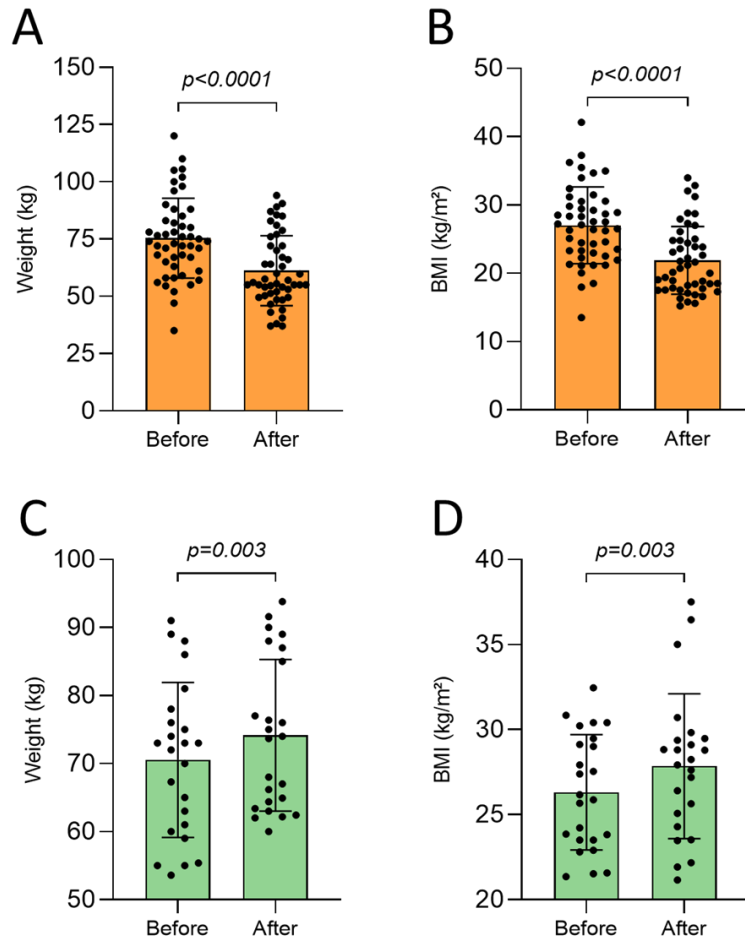 A
p<0.0001
Weight (kg)
150
125
100
75
50
25
0
Before
After
B
p<0.0001
BMI (kg/m²)
50
40
30
20
10
0
Before
After
C
p=0.003
Weight (kg)
100
90
80
70
60
50
Before
After
D
p=0.003
BMI (kg/m²)
40
35
30
25
20
Before
After